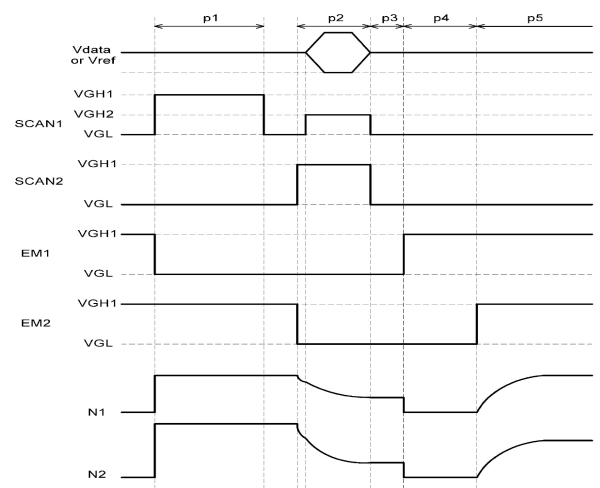 p1 p2 p3 p4 p5
Vdata
or Vref
VGH1
VGH2
SCAN1
VGL
VGH1
SCAN2
VGL
VGH1
EM1
VGL
VGH1
EM2
VGL
N1
N2